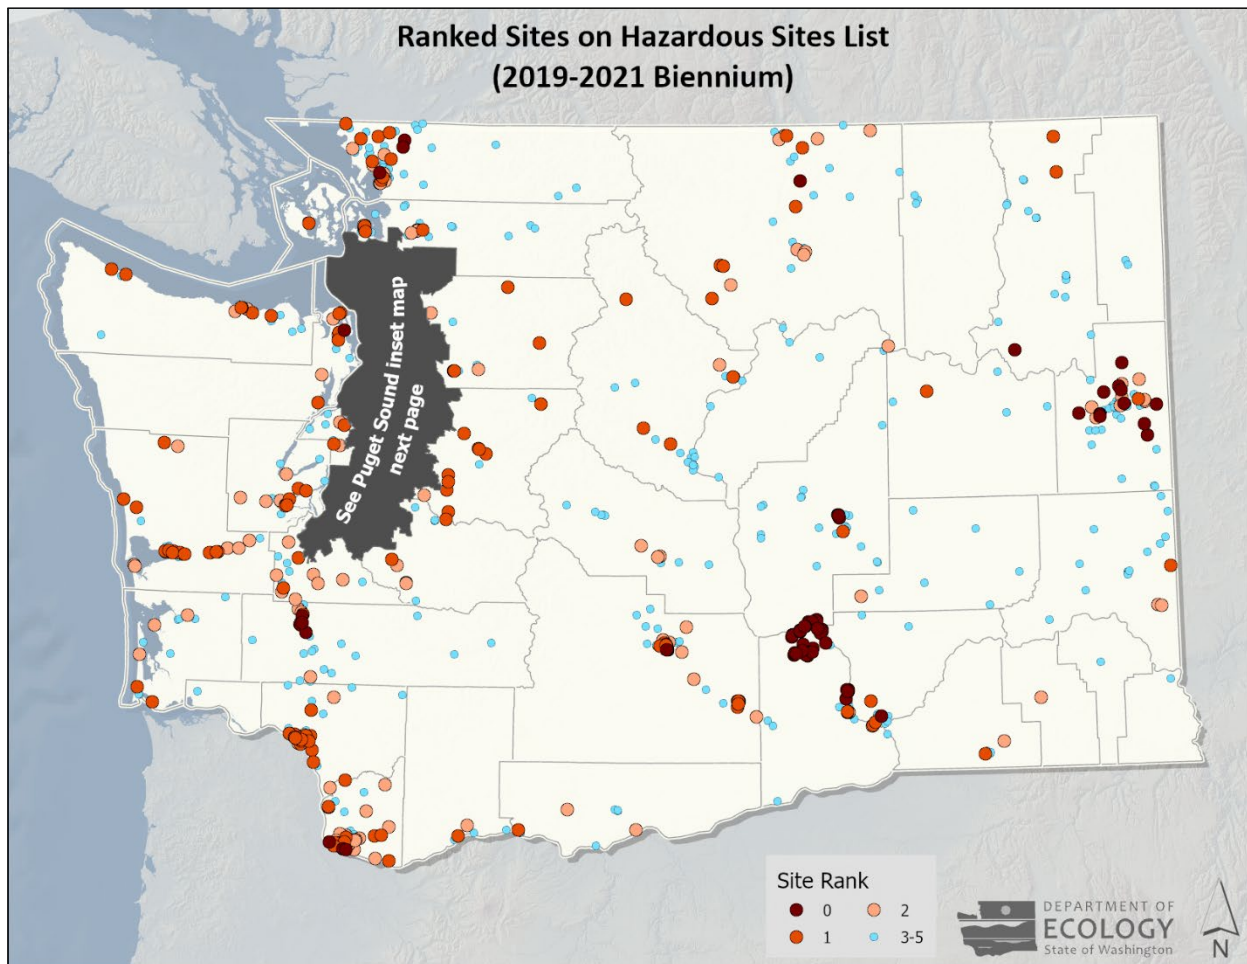 Ranked Sites on Hazardous Sites List
(2019-2021 Biennium)
See Puget Sound inset map
next page
Site Rank
0
2
1
3-5
DEPARTMENT OF
ECOLOGY
State of Washington
N